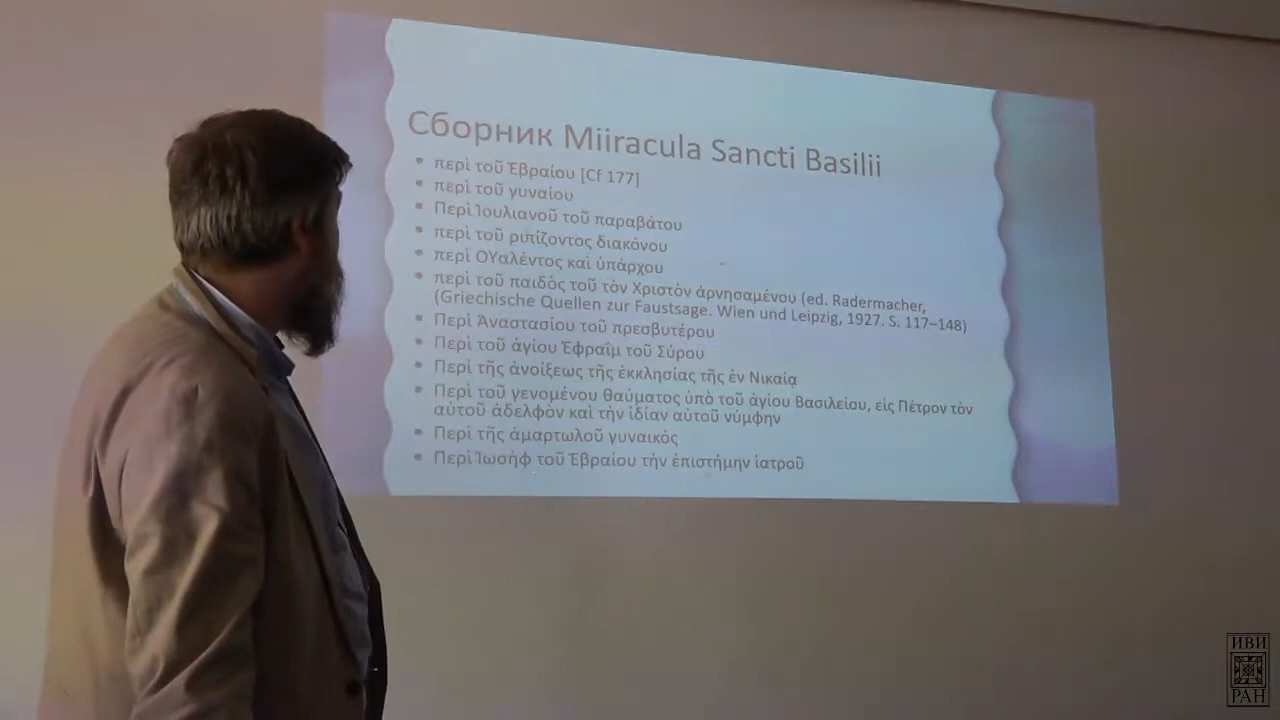 Сборник Miiracula Sancti Basilii
• περὶ τοῦ Ἑβραίου [Cf 177]
• περὶ τοῦ γυναίου
• Περὶ Ἰουλιανοῦ τοῦ παραβάτου
• περὶ τοῦ ριπίζοντος διακόνου
• περὶ ΟΥαλέντος καὶ ὑπάρχου
• περὶ τοῦ παιδὸς τοῦ τὸν Χριστὸν ἀρνησαμένου (ed. Radermacher,
(Griechische Quellen zur Faustsage. Wien und Leipzig, 1927. S. 117–148)
• Περὶ Ἀναστασίου τοῦ πρεσβυτέρου
• Περὶ τοῦ ἁγίου Ἐφραῒμ τοῦ Σύρου
• Περὶ τῆς ἀνοίξεως τῆς ἐκκλησίας τῆς ἐν Νικαίᾳ
• Περὶ τοῦ γενομένου θαύματος ὑπὸ τοῦ ἁγίου Βασιλείου, εἰς Πέτρον τὸν
αὐτοῦ ἀδελφὸν καὶ τὴν ἰδίαν αὐτοῦ νύμφην
• Περὶ τῆς ἁμαρτωλοῦ γυναικός
• Περὶ Ἰωσὴφ τοῦ Ἑβραίου τὴν ἐπιστήμην ἰατροῦ
ИВИ
РАН